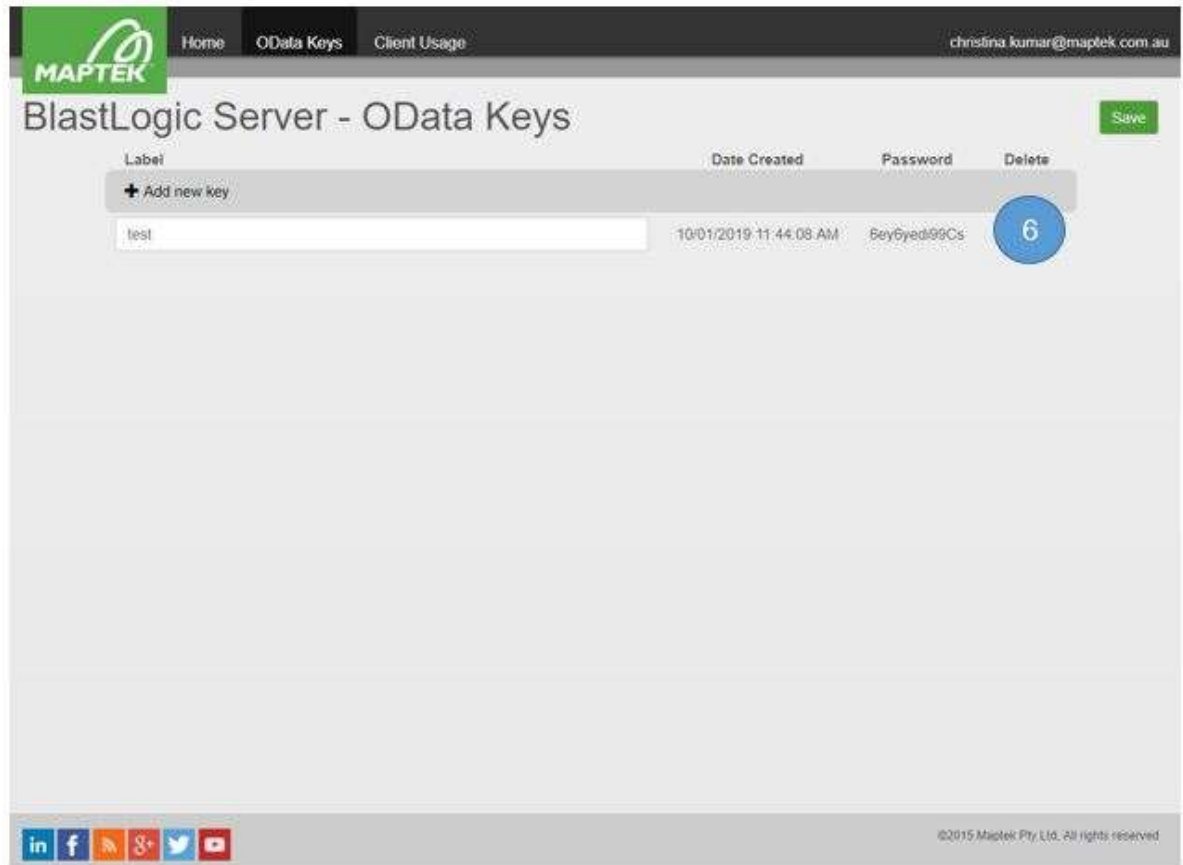 MAPTEK
Home OData Keys Client Usage christina.kumar@maptek.com.au
BlastLogic Server - OData Keys
Save
Label Date Created Password Delete
+ Add new key
test 10/01/2019 11:44:08 AM 6ey6yedi99Cs 6
in f 8+
©2015 Maptek Pty Ltd. All rights reserved